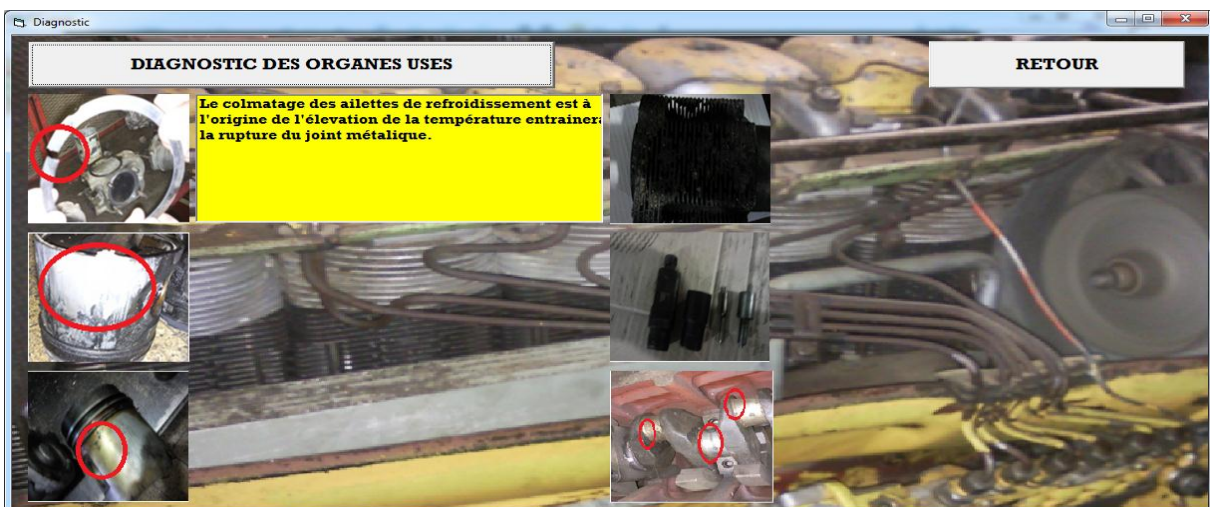 Diagnostic
DIAGNOSTIC DES ORGANES USES
RETOUR
Le colmatage des ailettes de refroidissement est à
l'origine de l'élevation de la température entrainera
la rupture du joint métalique.